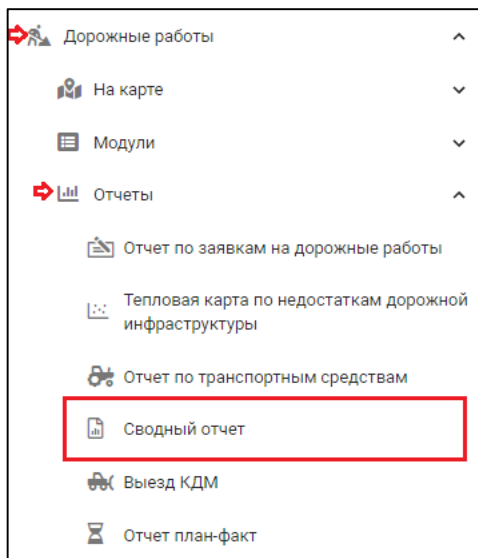 Дорожные работы
На карте
Модули
Отчеты
Отчет по заявкам на дорожные работы
Тепловая карта по недостаткам дорожной
инфраструктуры
Отчет по транспортным средствам
Сводный отчет
Выезд КДМ
Отчет план-факт